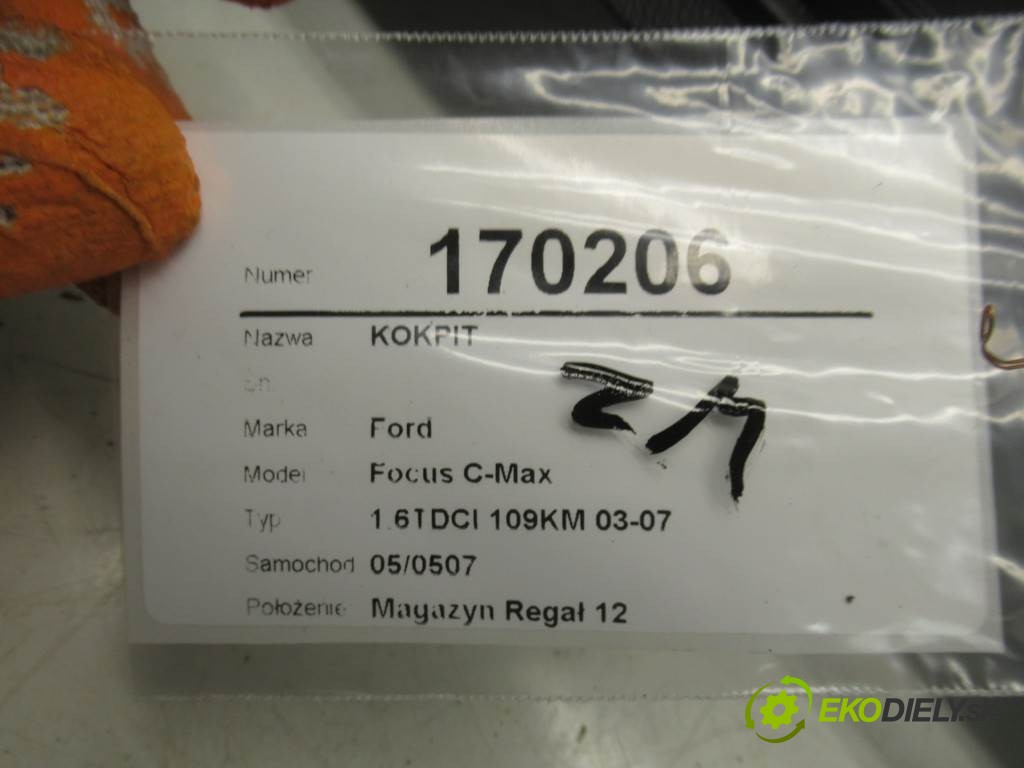 Numer 170206
Nazwa KOKPIT
Marka Ford
Model Focus C-Max
Typ 1.6TDCI 109KM 03-07
Samochod 05/0507
Położenie Magazyn Regał 12
EKODIELY.